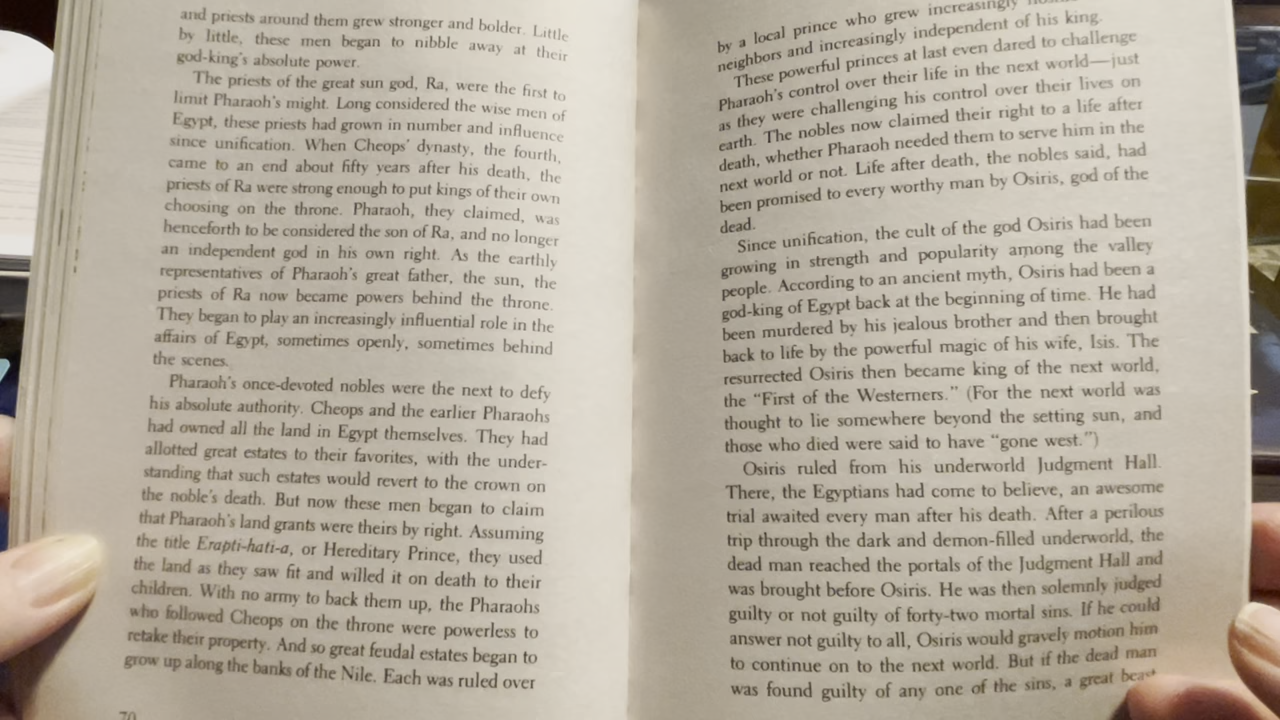 and priests around them grew stronger and bolder. Little
by little, these men began to nibble away at their
god-king's absolute power.
The priests of the great sun god, Ra, were the first to
limit Pharaoh's might. Long considered the wise men of
Egypt, these priests had grown in number and influence
since unification. When Cheops' dynasty, the fourth,
came to an end about fifty years after his death, the
priests of Ra were strong enough to put kings of their own
choosing on the throne. Pharaoh, they claimed, was
henceforth to be considered the son of Ra, and no longer
an independent god in his own right. As the earthly
representatives of Pharaoh's great father, the sun, the
priests of Ra now became powers behind the throne.
They began to play an increasingly influential role in the
affairs of Egypt, sometimes openly, sometimes behind
the scenes.
Pharaoh's once-devoted nobles were the next to defy
his absolute authority. Cheops and the earlier Pharaohs
had owned all the land in Egypt themselves. They had
allotted great estates to their favorites, with the under-
standing that such estates would revert to the crown on
the noble's death. But now these men began to claim
that Pharaoh's land grants were theirs by right. Assuming
the title Erapti-hati-a, or Hereditary Prince, they used
the land as they saw fit and willed it on death to their
children. With no army to back them up, the Pharaohs
who followed Cheops on the throne were powerless to
retake their property. And so great feudal estates began to
grow up along the banks of the Nile. Each was ruled over
70
by a local prince who grew increasingly
neighbors and increasingly independent of his king.
These powerful princes at last even dared to challenge
Pharaoh's control over their life in the next world—just
as they were challenging his control over their lives on
earth. The nobles now claimed their right to a life after
death, whether Pharaoh needed them to serve him in the
next world or not. Life after death, the nobles said, had
been promised to every worthy man by Osiris, god of the
dead.
Since unification, the cult of the god Osiris had been
growing in strength and popularity among the valley
people. According to an ancient myth, Osiris had been a
god-king of Egypt back at the beginning of time. He had
been murdered by his jealous brother and then brought
back to life by the powerful magic of his wife, Isis. The
resurrected Osiris then became king of the next world,
the "First of the Westerners." (For the next world was
thought to lie somewhere beyond the setting sun, and
those who died were said to have "gone west.")
Osiris ruled from his underworld Judgment Hall.
There, the Egyptians had come to believe, an awesome
trial awaited every man after his death. After a perilous
trip through the dark and demon-filled underworld, the
dead man reached the portals of the Judgment Hall and
was brought before Osiris. He was then solemnly judged
guilty or not guilty of forty-two mortal sins. If he could
answer not guilty to all, Osiris would gravely motion him
to continue on to the next world. But if the dead man
was found guilty of any one of the sins, a great beast